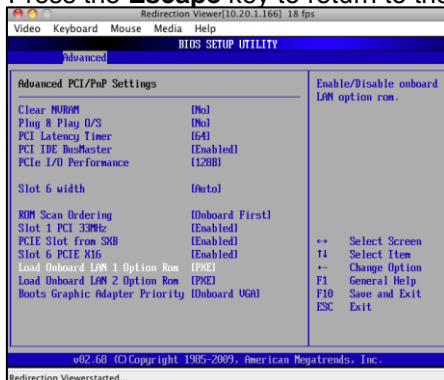 Press the Escape key to return to the
Redirection Viewer[10.20.1.166] 18 fps
Video Keyboard Mouse Media Help
BIOS SETUP UTILITY
Advanced
Advanced PCI/PnP Settings
Clear NVRAM [No]
Plug & Play O/S [No]
PCI Latency Timer [64]
PCI IDE BusMaster [Enabled]
PCIe I/O Performance [128B]
Slot 6 width [Auto]
ROM Scan Ordering [Onboard First]
Slot 1 PCI 33MHz [Enabled]
PCIE Slot from SXB [Enabled]
Slot 6 PCIE X16 [Enabled]
Load Onboard LAN 1 Option Rom [PXE]
Load Onboard LAN 2 Option Rom [PXE]
Boots Graphic Adapter Priority [Onboard VGA]
Enable/Disable onboard
LAN option rom.
↔ Select Screen
↑↓ Select Item
+- Change Option
F1 General Help
F10 Save and Exit
ESC Exit
v02.68 (C)Copyright 1985-2009, American Megatrends, Inc.
Redirection Viewerstarted...